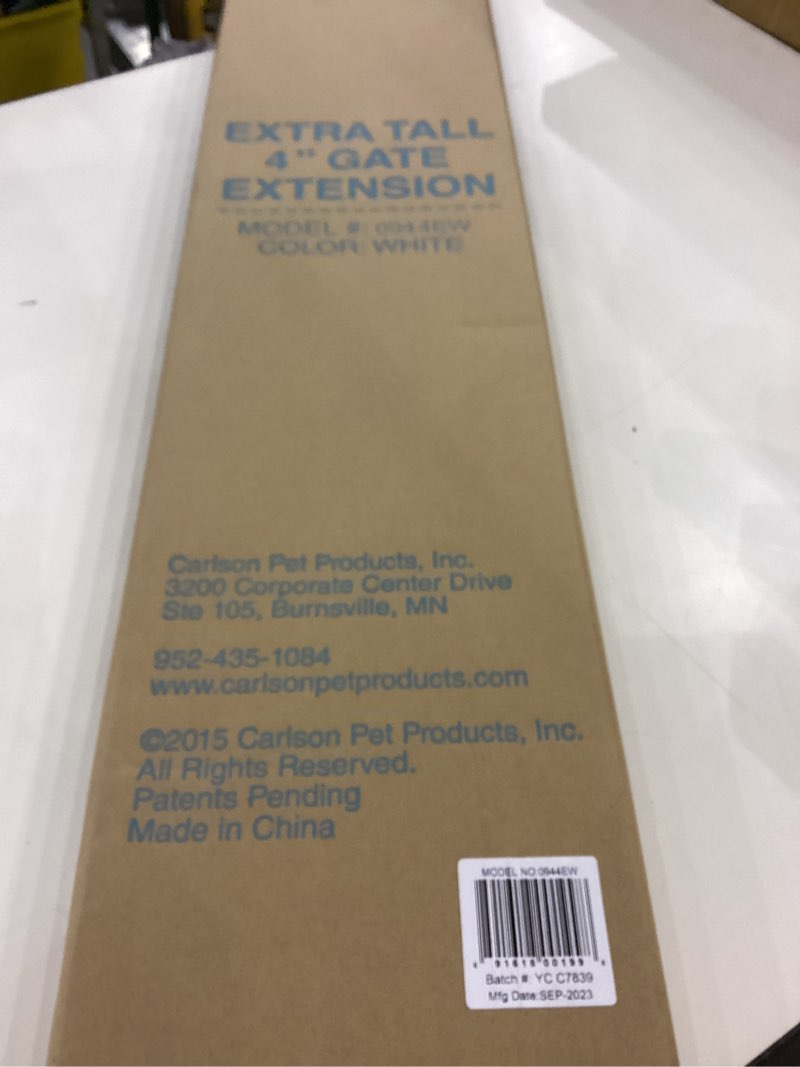 EXTRA TALL
4" GATE
EXTENSION
MODEL #: 0944EW
COLOR: WHITE
Carlson Pet Products, Inc.
3200 Corporate Center Drive
Ste 105, Burnsville, MN
952-435-1084
www.carlsonpetproducts.com
©2015 Carlson Pet Products, Inc.
All Rights Reserved.
Patents Pending
Made in China
MODEL NO:0944EW
91618 00199
Batch # YC C7839
Mfg Date:SEP-2023